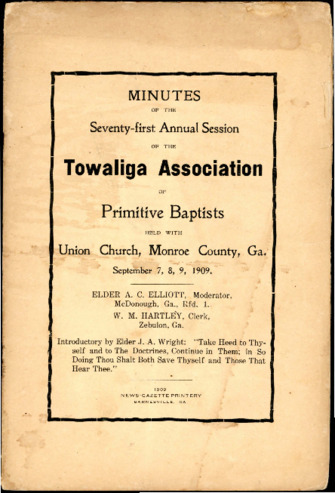 MINUTES
OF THE
Seventy-first Annual Session
OF THE
Towaliga Association
OF
Primitive Baptists
HELD WITH
Union Church, Monroe County, Ga.
September 7, 8, 9, 1909.
ELDER A. C. ELLIOTT, Moderator,
McDonough, Ga., Rfd. 1.
W. M. HARTLEY, Clerk,
Zebulon, Ga.
Introductory by Elder J. A. Wright: "Take Heed to Thy-
self and to The Doctrines, Continue in Them; in So
Doing Thou Shalt Both Save Thyself and Those That
Hear Thee."
1909
NEWS-GAZETTE PRINTERY
BARNESVILLE, GA